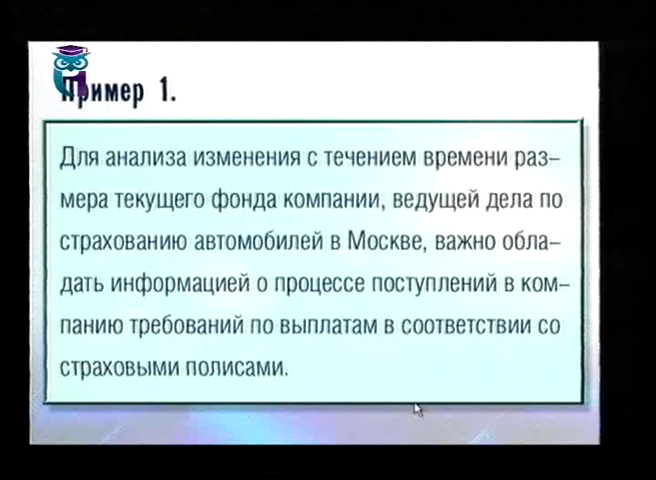 Пример 1.
Для анализа изменения с течением времени раз–
мера текущего фонда компании, ведущей дела по
страхованию автомобилей в Москве, важно обла–
дать информацией о процессе поступлений в ком–
панию требований по выплатам в соответствии со
страховыми полисами.